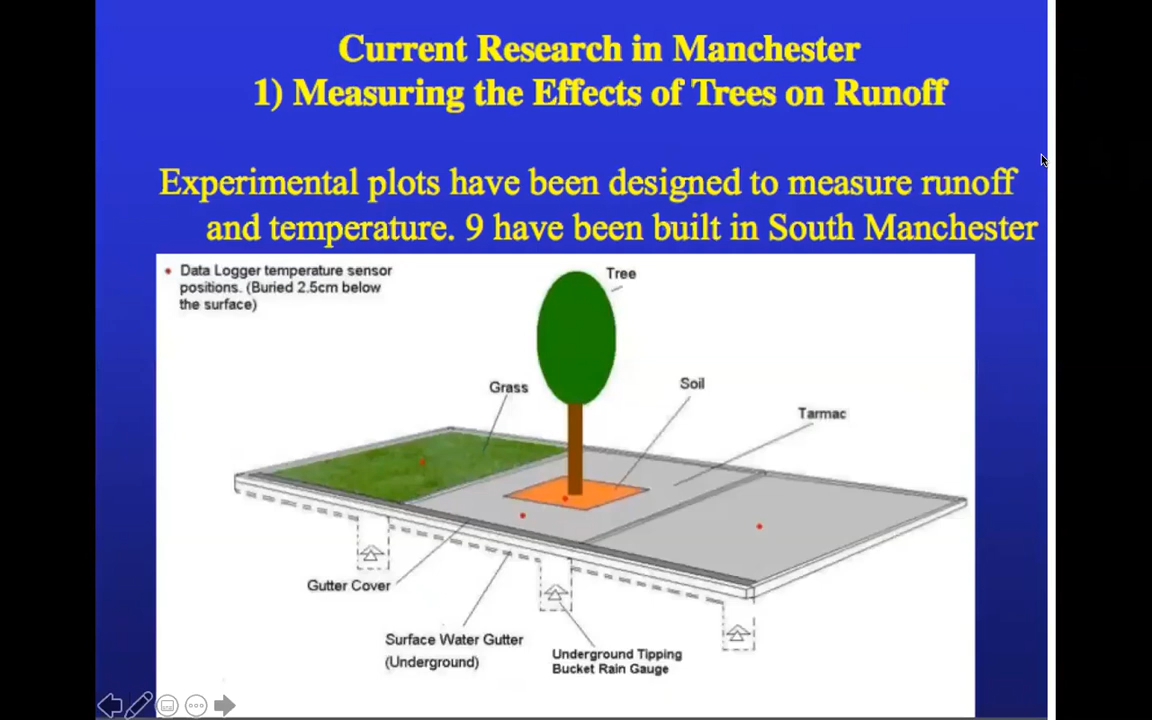 Current Research in Manchester
1) Measuring the Effects of Trees on Runoff
Experimental plots have been designed to measure runoff
and temperature. 9 have been built in South Manchester
• Data Logger temperature sensor
positions. (Buried 2.5cm below
the surface)
Tree
Grass
Soil
Tarmac
Gutter Cover
Surface Water Gutter
(Underground)
Underground Tipping
Bucket Rain Gauge